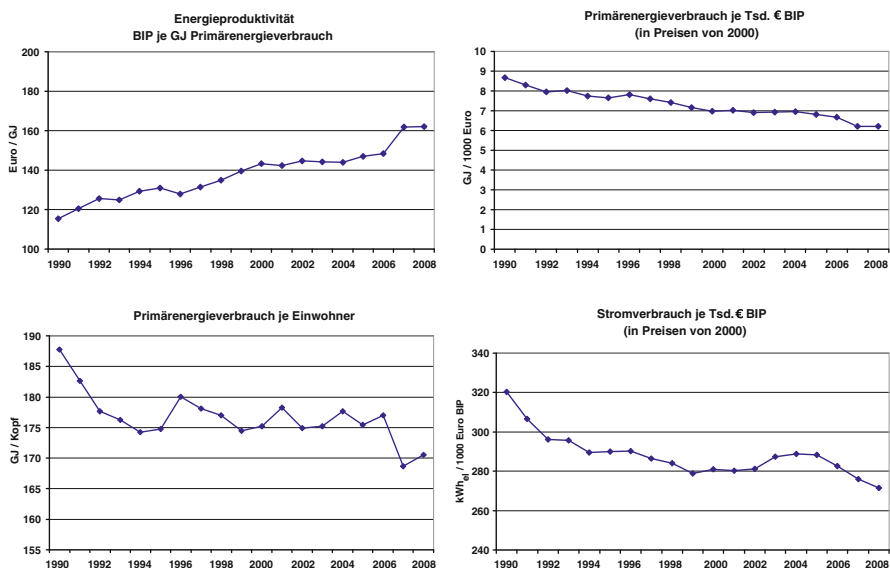 Energieproduktivität
BIP je GJ Primärenergieverbrauch
Euro / GJ
200
180
160
140
120
100
1990 1992 1994 1996 1998 2000 2002 2004 2006 2008
Primärenergieverbrauch je Tsd. € BIP
(in Preisen von 2000)
GJ / 1000 Euro
10
9
8
7
6
5
4
3
2
1
0
1990 1992 1994 1996 1998 2000 2002 2004 2006 2008
Primärenergieverbrauch je Einwohner
GJ / Kopf
190
185
180
175
170
165
160
155
1990 1992 1994 1996 1998 2000 2002 2004 2006 2008
Stromverbrauch je Tsd. € BIP
(in Preisen von 2000)
kWhel / 1000 Euro BIP
340
320
300
280
260
240
1990 1992 1994 1996 1998 2000 2002 2004 2006 2008